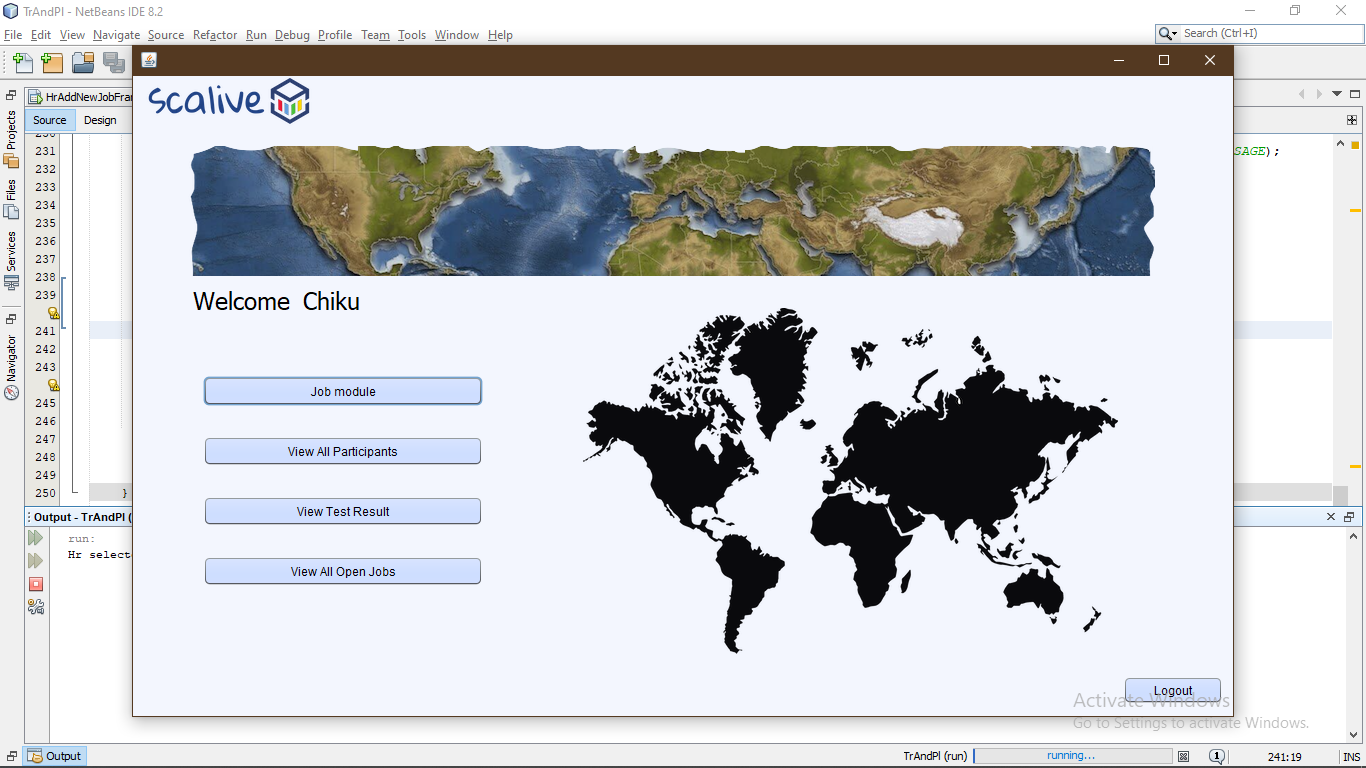 TrAndPl - NetBeans IDE 8.2
File Edit View Navigate Source Refactor Run Debug Profile Team Tools Window Help
Search (Ctrl+I)
HrAddNewJobFra
Source Design
Projects
Files
Services
Navigator
231
232
233
234
235
236
237
238
239
241
242
243
245
246
247
248
249
250 }
SAGE);
scalive
Welcome Chiku
Job module
View All Participants
View Test Result
View All Open Jobs
Logout
Output - TrAndPl (
run:
Hr select
Activate Windows
Go to Settings to activate Windows.
Output
TrAndPl (run)
running...
1
241:19
INS